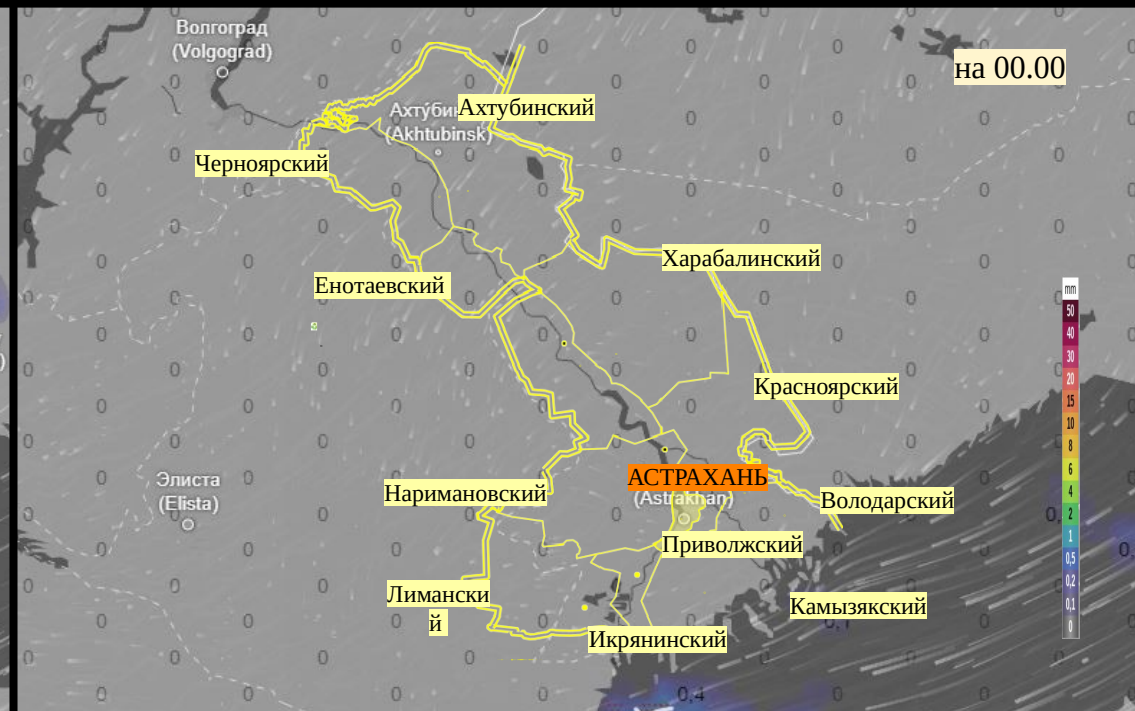 Волгоград
(Volgograd)
на 00.00
Ахту́бин
Ахтубинский
(Akhtubinsk)
Черноярский
Харабалинский
Енотаевский
mm
50
40
30
20
15
10
8
6
4
2
1
0,5
0,2
0,1
0
Красноярский
Элиста
(Elista)
АСТРАХАНЬ
(Astrakhan)
Наримановский
Володарский
Приволжский
Лимански
й
Камызякский
Икрянинский
0,4